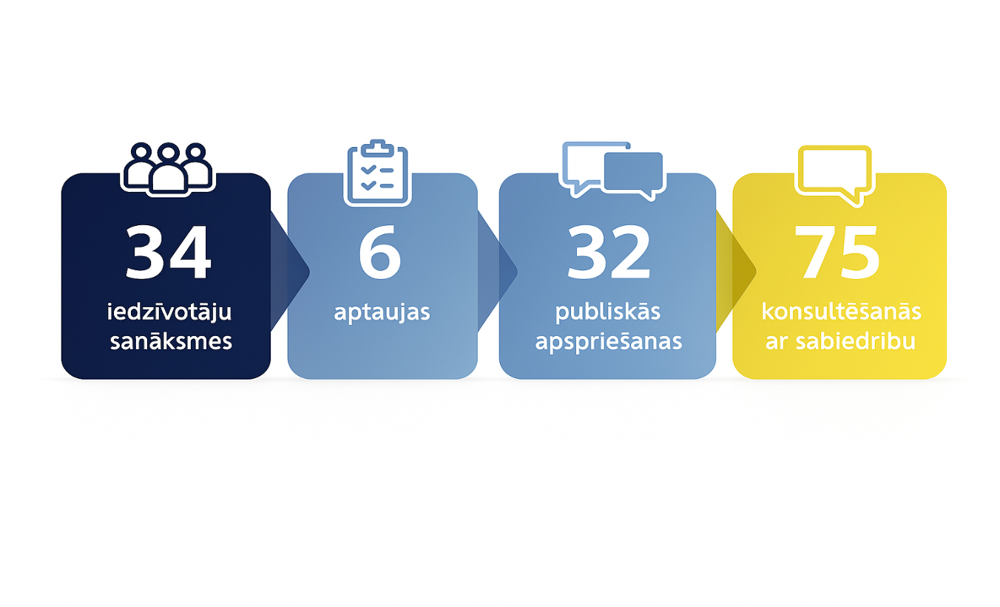 34
iedzīvotāju
sanāksmes
6
aptaujas
32
publiskās
apspriešanas
75
konsultēšanās
ar sabiedribu